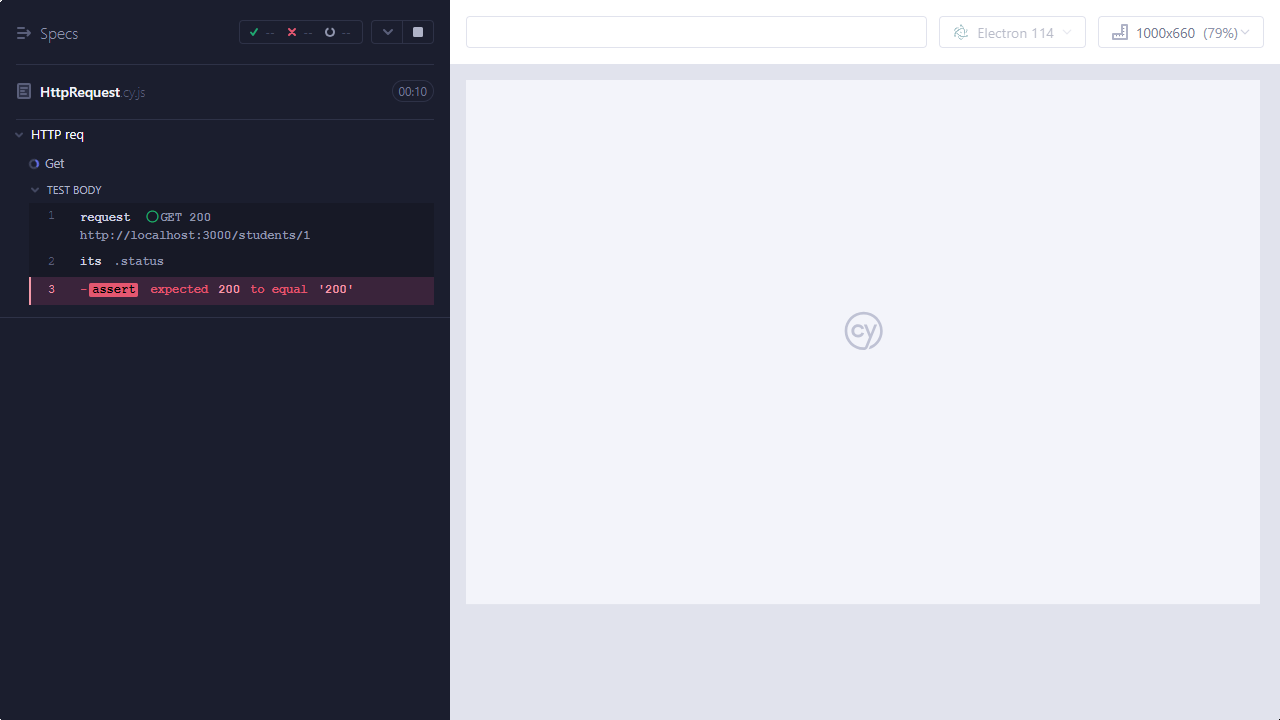 Specs
-- -- --
Electron 114
1000x660 (79%)
HttpRequest cy.js
00:10
HTTP req
Get
TEST BODY
1 request GET 200
http://localhost:3000/students/1
2 its .status
3 -assert expected 200 to equal '200'
cy